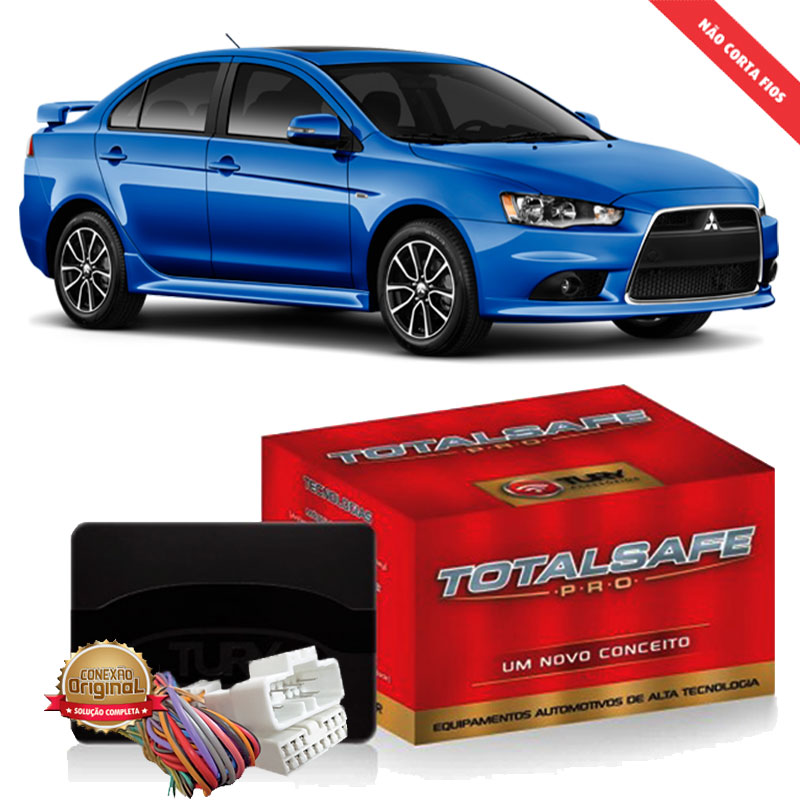 NÃO CORTA FIOS
TOTALSAFE
PRO
TURY
TECNOLOGIAS
TOTALSAFE
PRO
UM NOVO CONCEITO
EQUIPAMENTOS AUTOMOTIVOS DE ALTA TECNOLOGIA
TURY
CONEXÃO
ORIGINAL
SOLUÇÃO COMPLETA